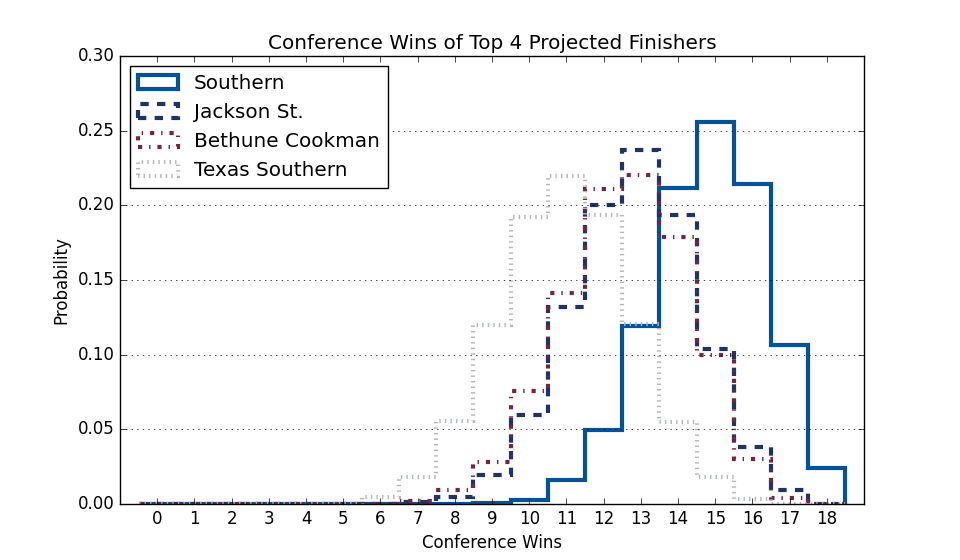 Conference Wins of Top 4 Projected Finishers
0.30
0.25
0.20
0.15
0.10
0.05
0.00
Probability
Southern
Jackson St.
Bethune Cookman
Texas Southern
0 1 2 3 4 5 6 7 8 9 10 11 12 13 14 15 16 17 18
Conference Wins